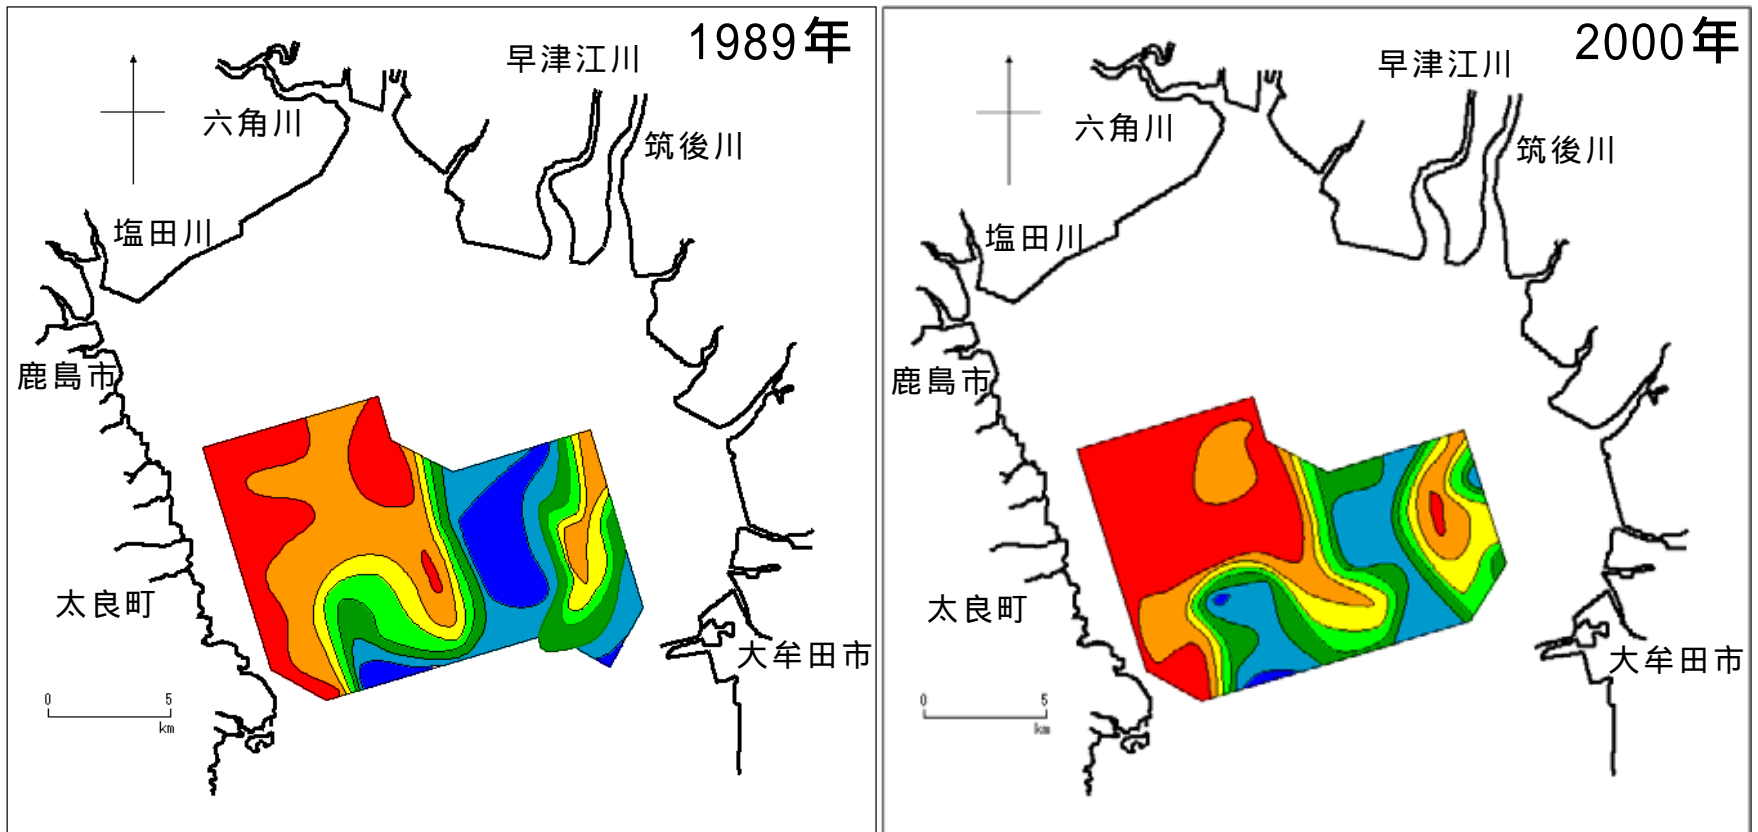 1989年
早津江川
六角川
筑後川
塩田川
鹿島市
太良町
大牟田市
0 5
km
2000年
早津江川
六角川
筑後川
塩田川
鹿島市
太良町
大牟田市
0 5
km